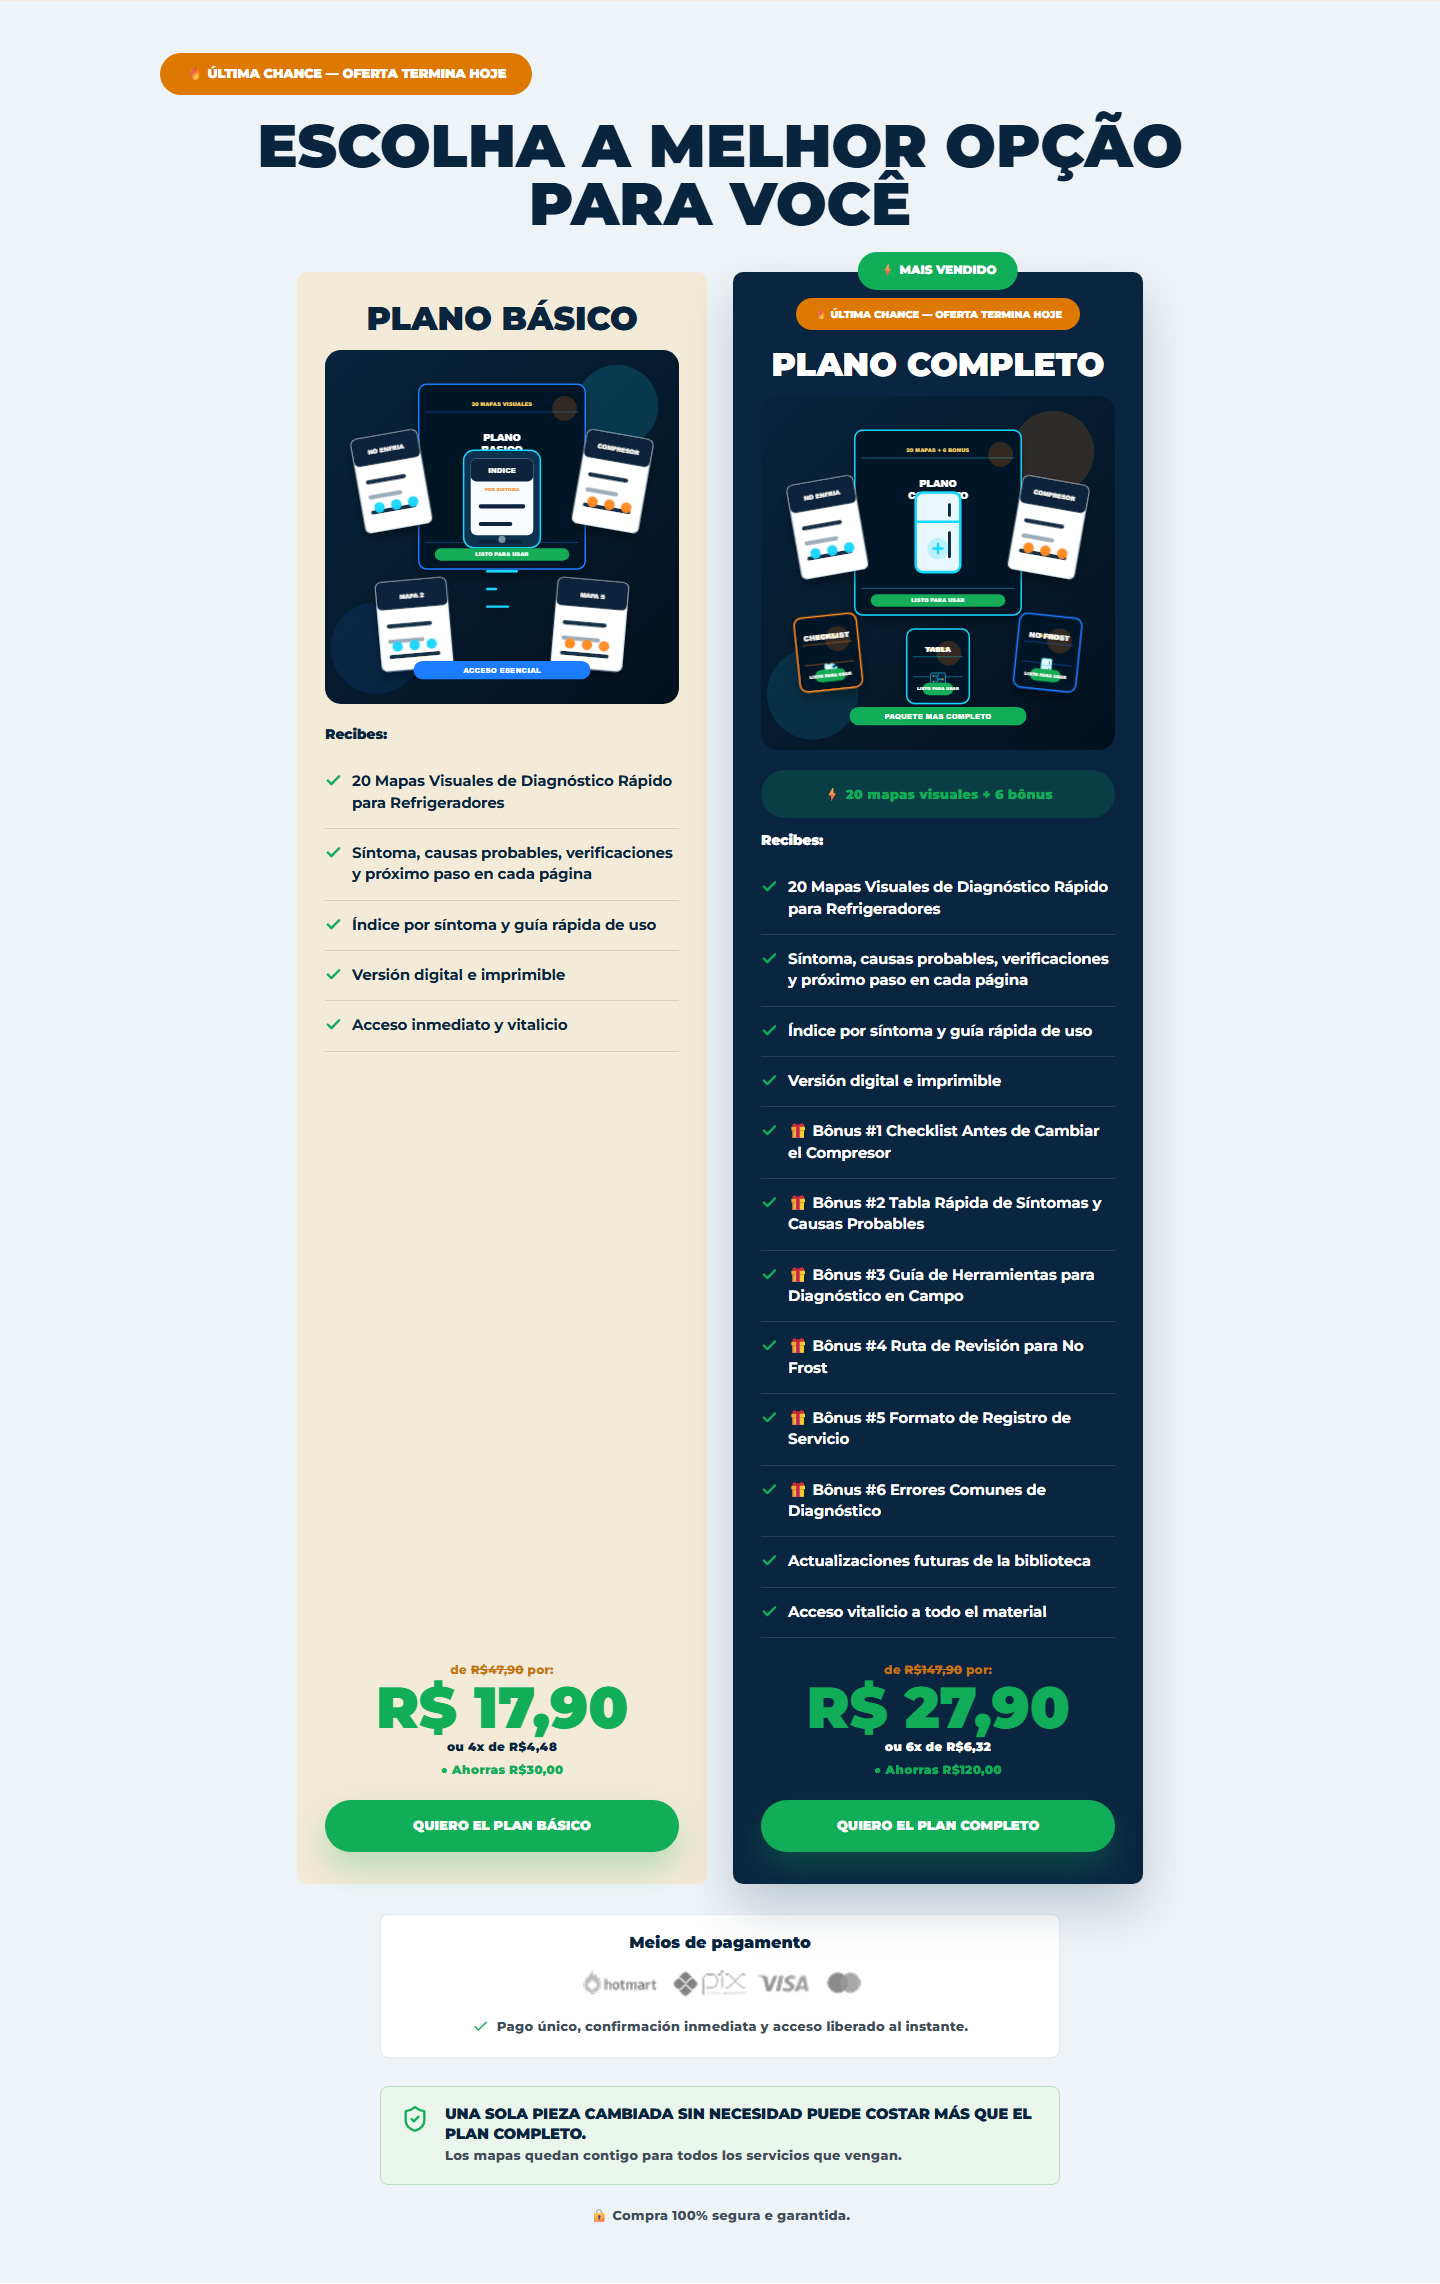 🔥 ÚLTIMA CHANCE — OFERTA TERMINA HOJE
ESCOLHA A MELHOR OPÇÃO
PARA VOCÊ
PLANO BÁSICO
20 MAPAS VISUALES
PLANO
BASICO
NO ENFRIA
COMPRESOR
INDICE
POR SINTOMA
LISTO PARA USAR
MAPA 2
MAPA 5
ACCESO ESENCIAL
Recibes:
20 Mapas Visuales de Diagnóstico Rápido
para Refrigeradores
Síntoma, causas probables, verificaciones
y próximo paso en cada página
Índice por síntoma y guía rápida de uso
Versión digital e imprimible
Acceso inmediato y vitalicio
de R$47,90 por:
R$ 17,90
ou 4x de R$4,48
● Ahorras R$30,00
QUIERO EL PLAN BÁSICO
⚡ MAIS VENDIDO
🔥 ÚLTIMA CHANCE — OFERTA TERMINA HOJE
PLANO COMPLETO
20 MAPAS + 6 BONUS
PLANO
NO ENFRIA
COMPRESOR
LISTO PARA USAR
CHECKLIST
LISTO PARA USAR
TABLA
LISTO PARA USAR
NO FROST
LISTO PARA USAR
PAQUETE MAS COMPLETO
⚡ 20 mapas visuales + 6 bônus
Recibes:
20 Mapas Visuales de Diagnóstico Rápido
para Refrigeradores
Síntoma, causas probables, verificaciones
y próximo paso en cada página
Índice por síntoma y guía rápida de uso
Versión digital e imprimible
🎁 Bônus #1 Checklist Antes de Cambiar
el Compresor
🎁 Bônus #2 Tabla Rápida de Síntomas y
Causas Probables
🎁 Bônus #3 Guía de Herramientas para
Diagnóstico en Campo
🎁 Bônus #4 Ruta de Revisión para No
Frost
🎁 Bônus #5 Formato de Registro de
Servicio
🎁 Bônus #6 Errores Comunes de
Diagnóstico
Actualizaciones futuras de la biblioteca
Acceso vitalicio a todo el material
de R$147,90 por:
R$ 27,90
ou 6x de R$6,32
● Ahorras R$120,00
QUIERO EL PLAN COMPLETO
Meios de pagamento
hotmart pix VISA
Pago único, confirmación inmediata y acceso liberado al instante.
UNA SOLA PIEZA CAMBIADA SIN NECESIDAD PUEDE COSTAR MÁS QUE EL
PLAN COMPLETO.
Los mapas quedan contigo para todos los servicios que vengan.
🔒 Compra 100% segura e garantida.